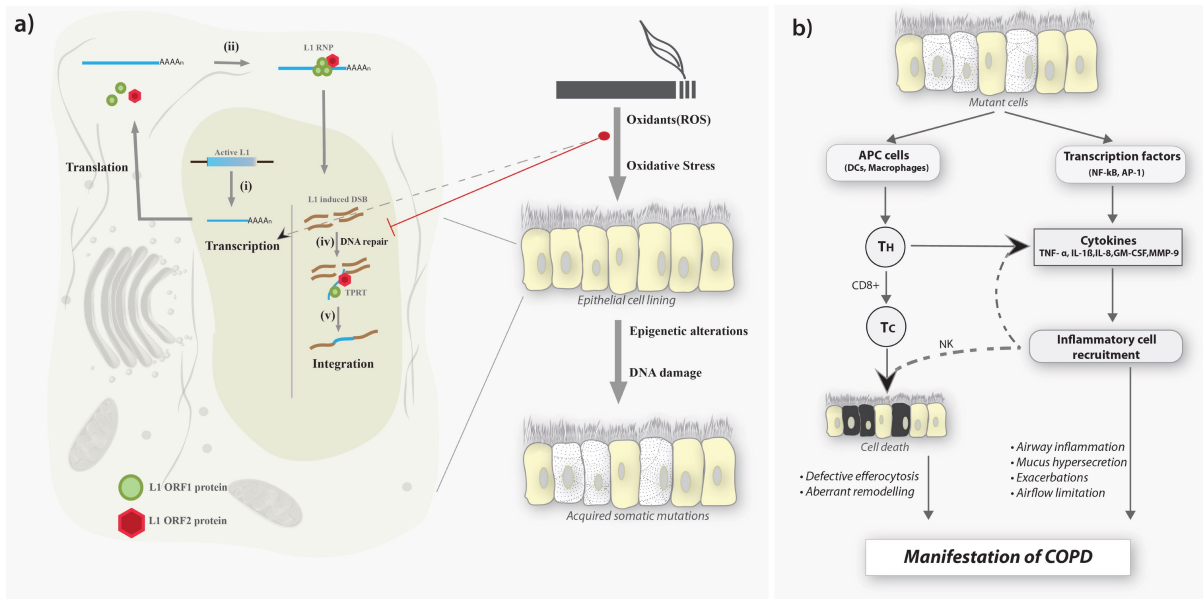 a)
(ii)
L1 RNP
AAAAn
AAAAn
Translation
Active L1
(i)
AAAAn
Transcription
L1 induced DSB
(iv) DNA repair
TPRT
(v)
Integration
L1 ORF1 protein
L1 ORF2 protein
Oxidants(ROS)
Oxidative Stress
Epithelial cell lining
Epigenetic alterations
DNA damage
Acquired somatic mutations
b)
Mutant cells
APC cells
(DCs, Macrophages)
Transcription factors
(NF-kB, AP-1)
TH
Cytokines
TNF- α, IL-1ß,IL-8,GM-CSF,MMP-9
CD8+
TC
NK
Inflammatory cell
recruitment
Cell death
• Defective efferocytosis
• Aberrant remodelling
• Airway inflammation
• Mucus hypersecretion
• Exacerbations
• Airflow limitation
Manifestation of COPD